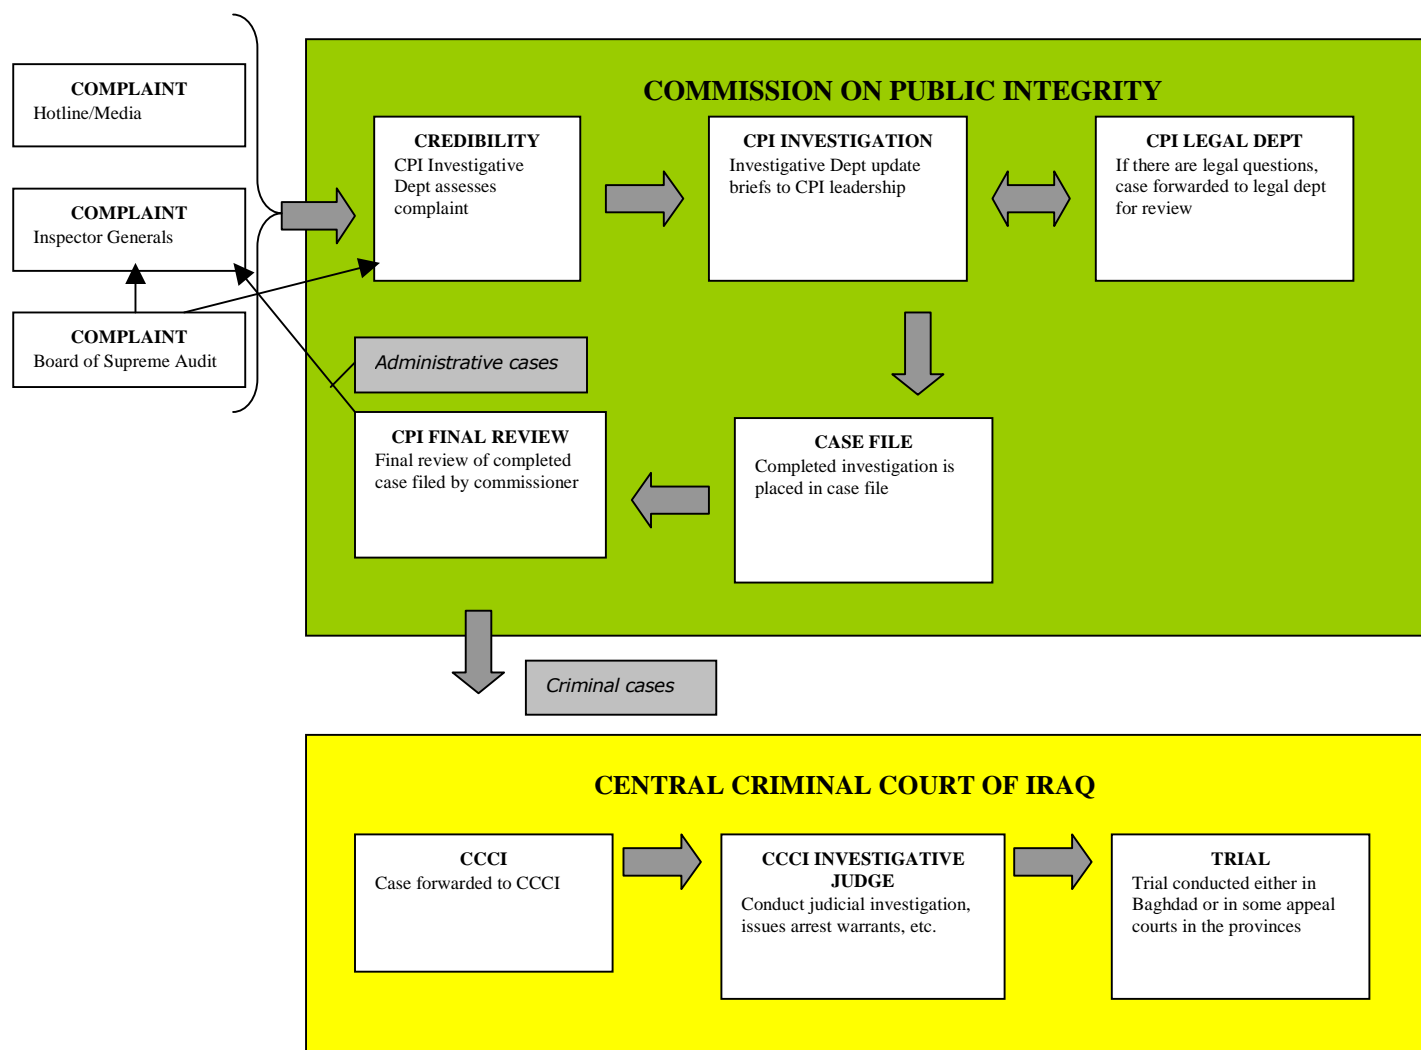 COMPLAINT
Hotline/Media
COMPLAINT
Inspector Generals
COMPLAINT
Board of Supreme Audit
COMMISSION ON PUBLIC INTEGRITY
CREDIBILITY
CPI Investigative
Dept assesses
complaint
CPI INVESTIGATION
Investigative Dept update
briefs to CPI leadership
CPI LEGAL DEPT
If there are legal questions,
case forwarded to legal dept
for review
Administrative cases
CPI FINAL REVIEW
Final review of completed
case filed by commissioner
CASE FILE
Completed investigation is
placed in case file
Criminal cases
CENTRAL CRIMINAL COURT OF IRAQ
CCCI
Case forwarded to CCCI
CCCI INVESTIGATIVE
JUDGE
Conduct judicial investigation,
issues arrest warrants, etc.
TRIAL
Trial conducted either in
Baghdad or in some appeal
courts in the provinces